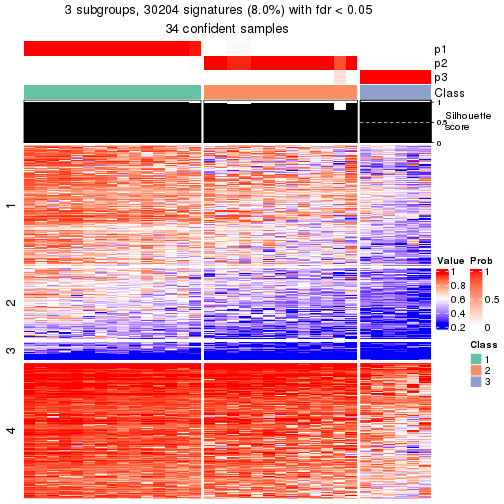 3 subgroups, 30204 signatures (8.0%) with fdr < 0.05
34 confident samples
p1
p2
p3
Class
1
0.5
0
Silhouette
score
1
2
3
4
Value
1
0.8
0.6
0.4
0.2
Prob
1
0.5
0
Class
1
2
3